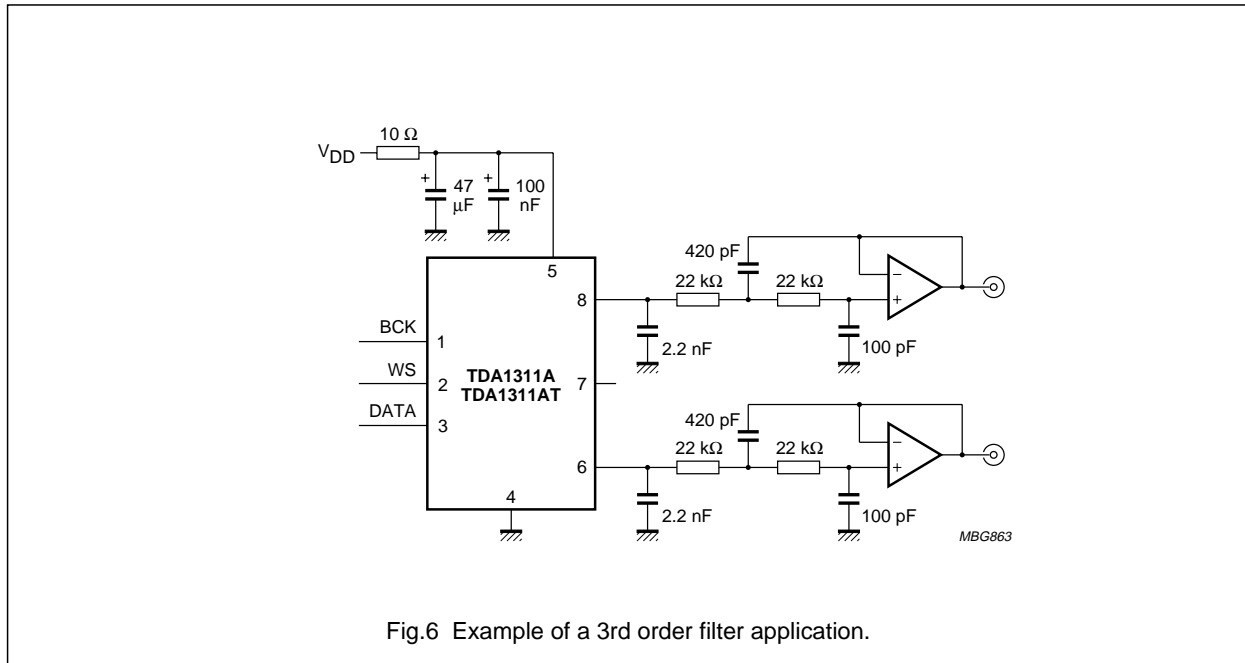 10 Ω
VDD
+
47
μF
+
100
nF
5
8
420 pF
22 kΩ
22 kΩ
−
+
2.2 nF
100 pF
BCK
1
WS
2
DATA
3
TDA1311A
TDA1311AT
7
420 pF
22 kΩ
22 kΩ
−
+
6
4
2.2 nF
100 pF
MBG863
Fig.6 Example of a 3rd order filter application.